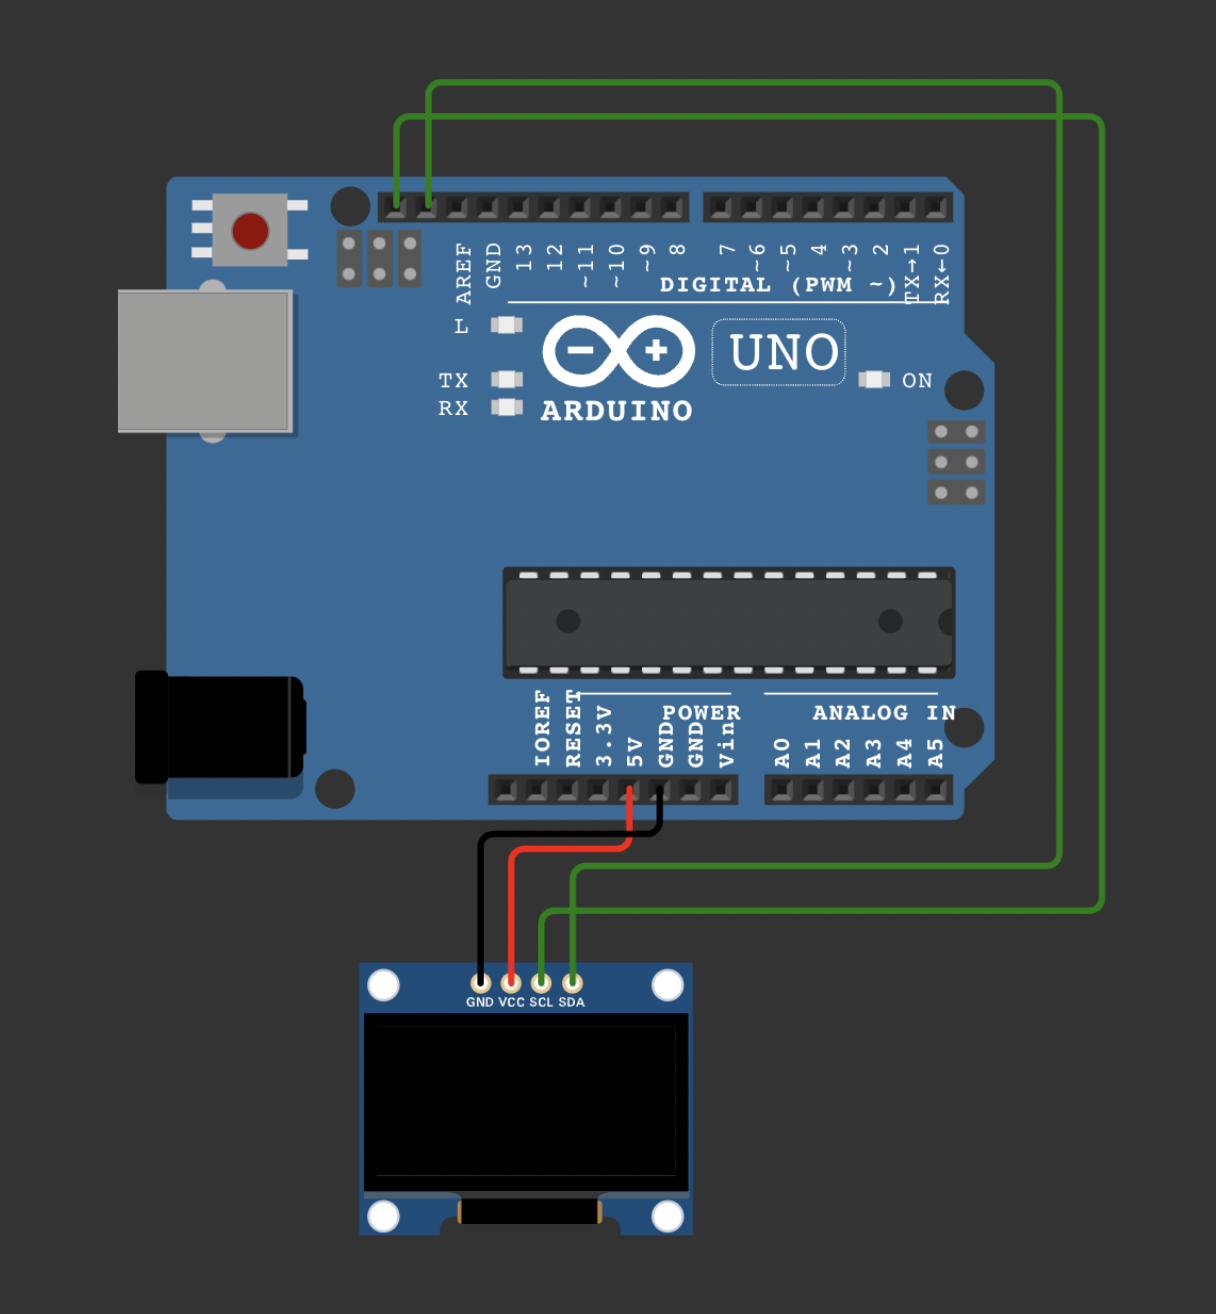 AREF GND 13 12 ~11 ~10 ~9 8 7 ~6 ~5 4 ~3 2 TX→1 RX←0
DIGITAL (PWM ~)
L
TX
RX
ARDUINO
UNO
ON
IOREF RESET 3.3V 5V GND GND Vin
POWER
A0 A1 A2 A3 A4 A5
ANALOG IN
GND VCC SCL SDA